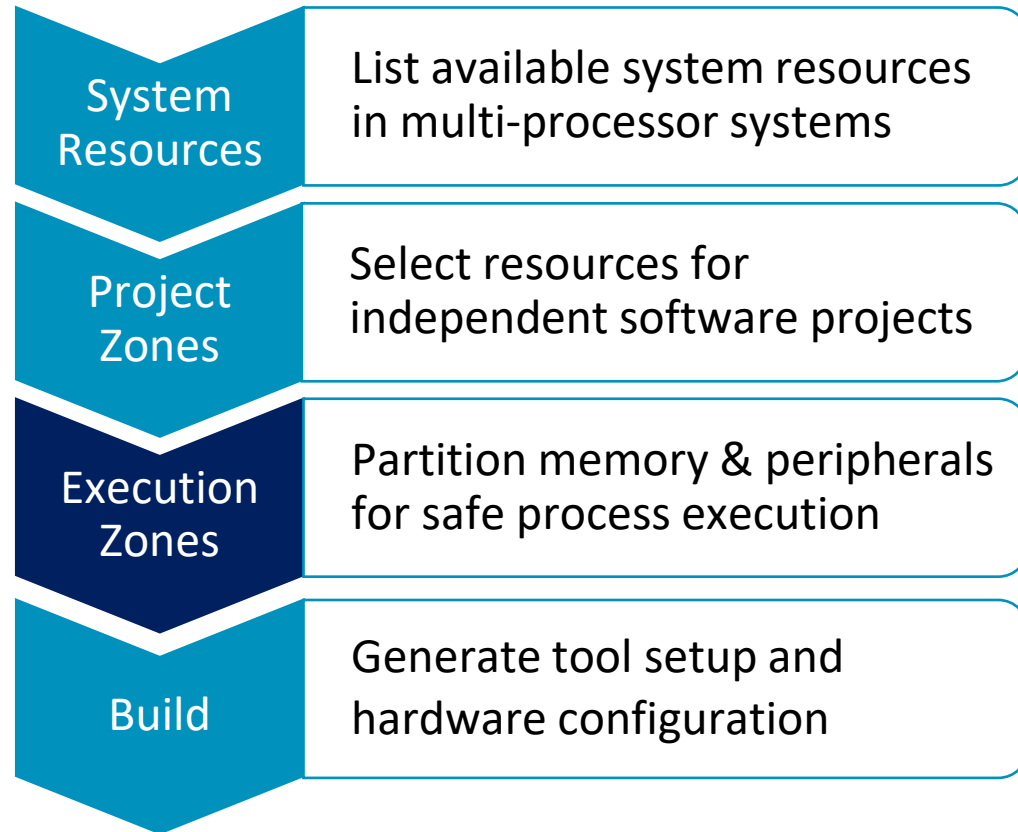 System
Resources
List available system resources
in multi-processor systems
Project
Zones
Select resources for
independent software projects
Execution
Zones
Partition memory & peripherals
for safe process execution
Build
Generate tool setup and
hardware configuration